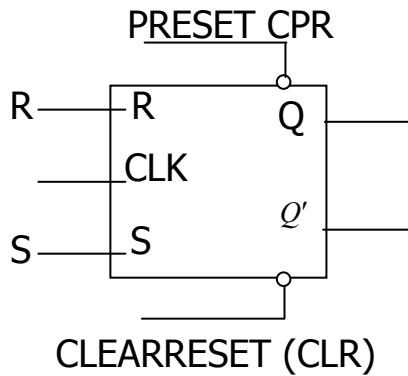 PRESET CPR
R R Q
CLK
Q'
S S
CLEARRESET (CLR)